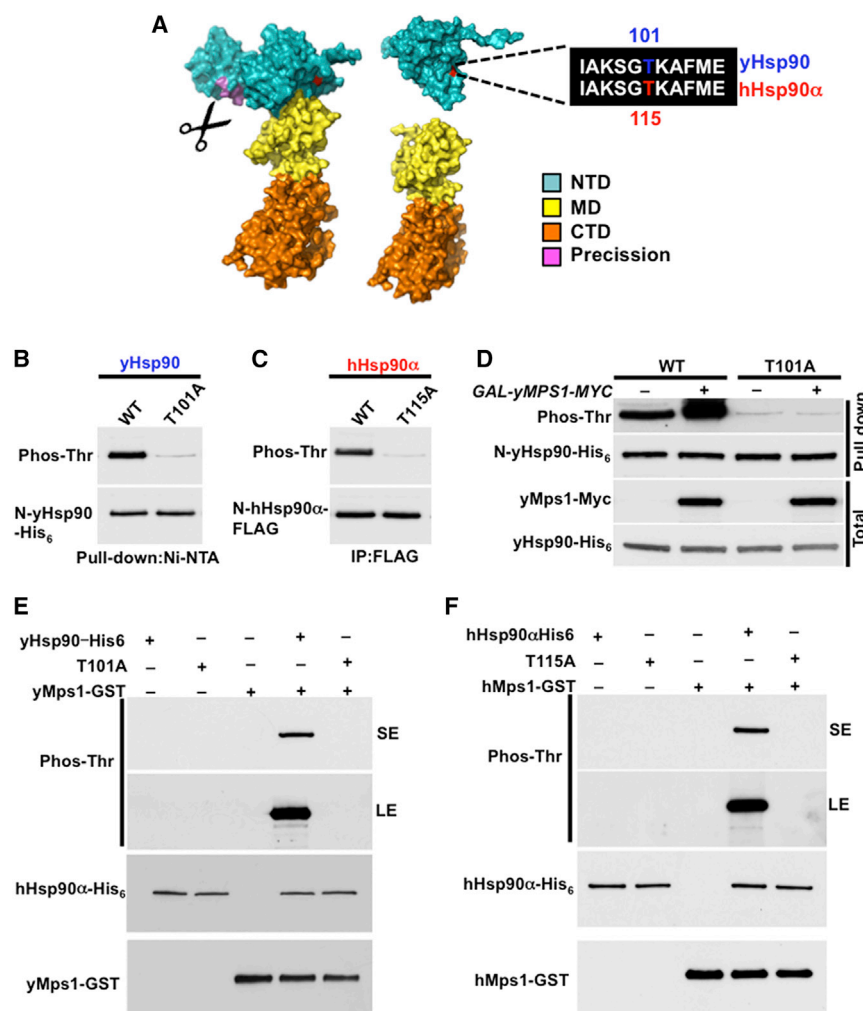 A
101
IAKSGTKAFME yHsp90
IAKSGTKAFME hHsp90α
115
NTD
MD
CTD
Precission
B
yHsp90
WT T101A
Phos-Thr
N-yHsp90
-His6
Pull-down:Ni-NTA
C
hHsp90α
WT T115A
Phos-Thr
N-hHsp90α-
FLAG
IP:FLAG
D
WT T101A
GAL-yMPS1-MYC – + – +
Phos-Thr
N-yHsp90-His6
Pull down
yMps1-Myc
yHsp90-His6
Total
E
yHsp90–His6 + – – + –
T101A – + – – +
yMps1-GST – – + + +
SE
Phos-Thr
LE
hHsp90α-His6
yMps1-GST
F
hHsp90αHis6 + – – + –
T115A – + – – +
hMps1-GST – – + + +
SE
Phos-Thr
LE
hHsp90α-His6
hMps1-GST